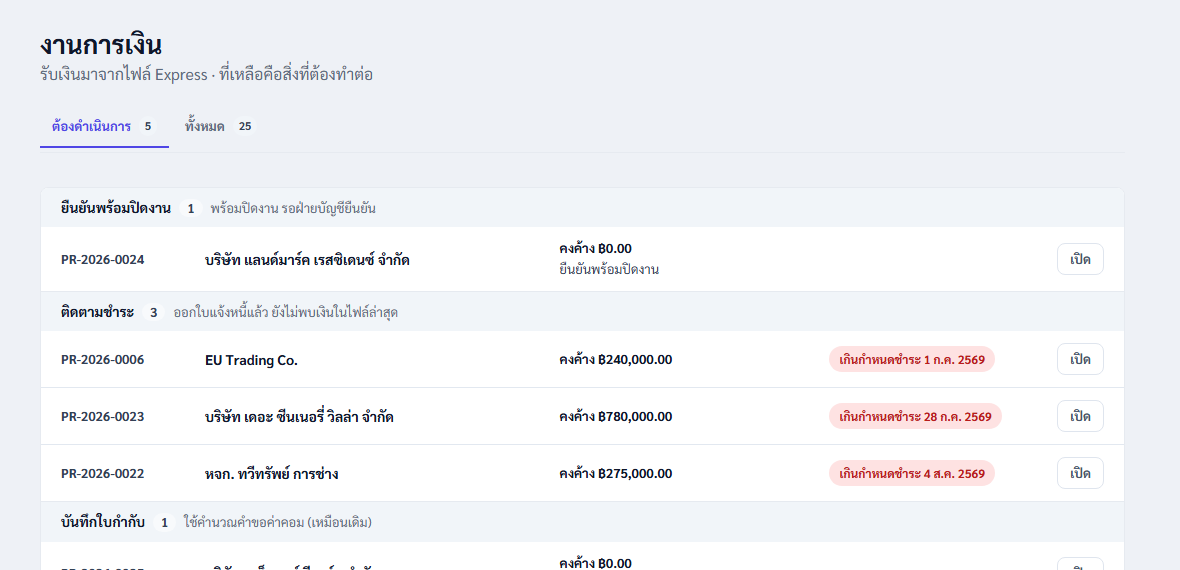 งานการเงิน
รับเงินมาจากไฟล์ Express · ที่เหลือคือสิ่งที่ต้องทำต่อ
ต้องดำเนินการ 5 ทั้งหมด 25
ยืนยันพร้อมปิดงาน 1 พร้อมปิดงาน รอฝ่ายบัญชียืนยัน
PR-2026-0024 บริษัท แลนด์มาร์ค เรสซิเดนซ์ จำกัด คงค้าง ฿0.00 เปิด
ยืนยันพร้อมปิดงาน
ติดตามชำระ 3 ออกใบแจ้งหนี้แล้ว ยังไม่พบเงินในไฟล์ล่าสุด
PR-2026-0006 EU Trading Co. คงค้าง ฿240,000.00 เกินกำหนดชำระ 1 ก.ค. 2569 เปิด
PR-2026-0023 บริษัท เดอะ ซีนเนอรี่ วิลล่า จำกัด คงค้าง ฿780,000.00 เกินกำหนดชำระ 28 ก.ค. 2569 เปิด
PR-2026-0022 หจก. ทวีทรัพย์ การช่าง คงค้าง ฿275,000.00 เกินกำหนดชำระ 4 ส.ค. 2569 เปิด
บันทึกใบกำกับ 1 ใช้คำนวณคำขอค่าคอม (เหมือนเดิม)
คงค้าง ฿0.00